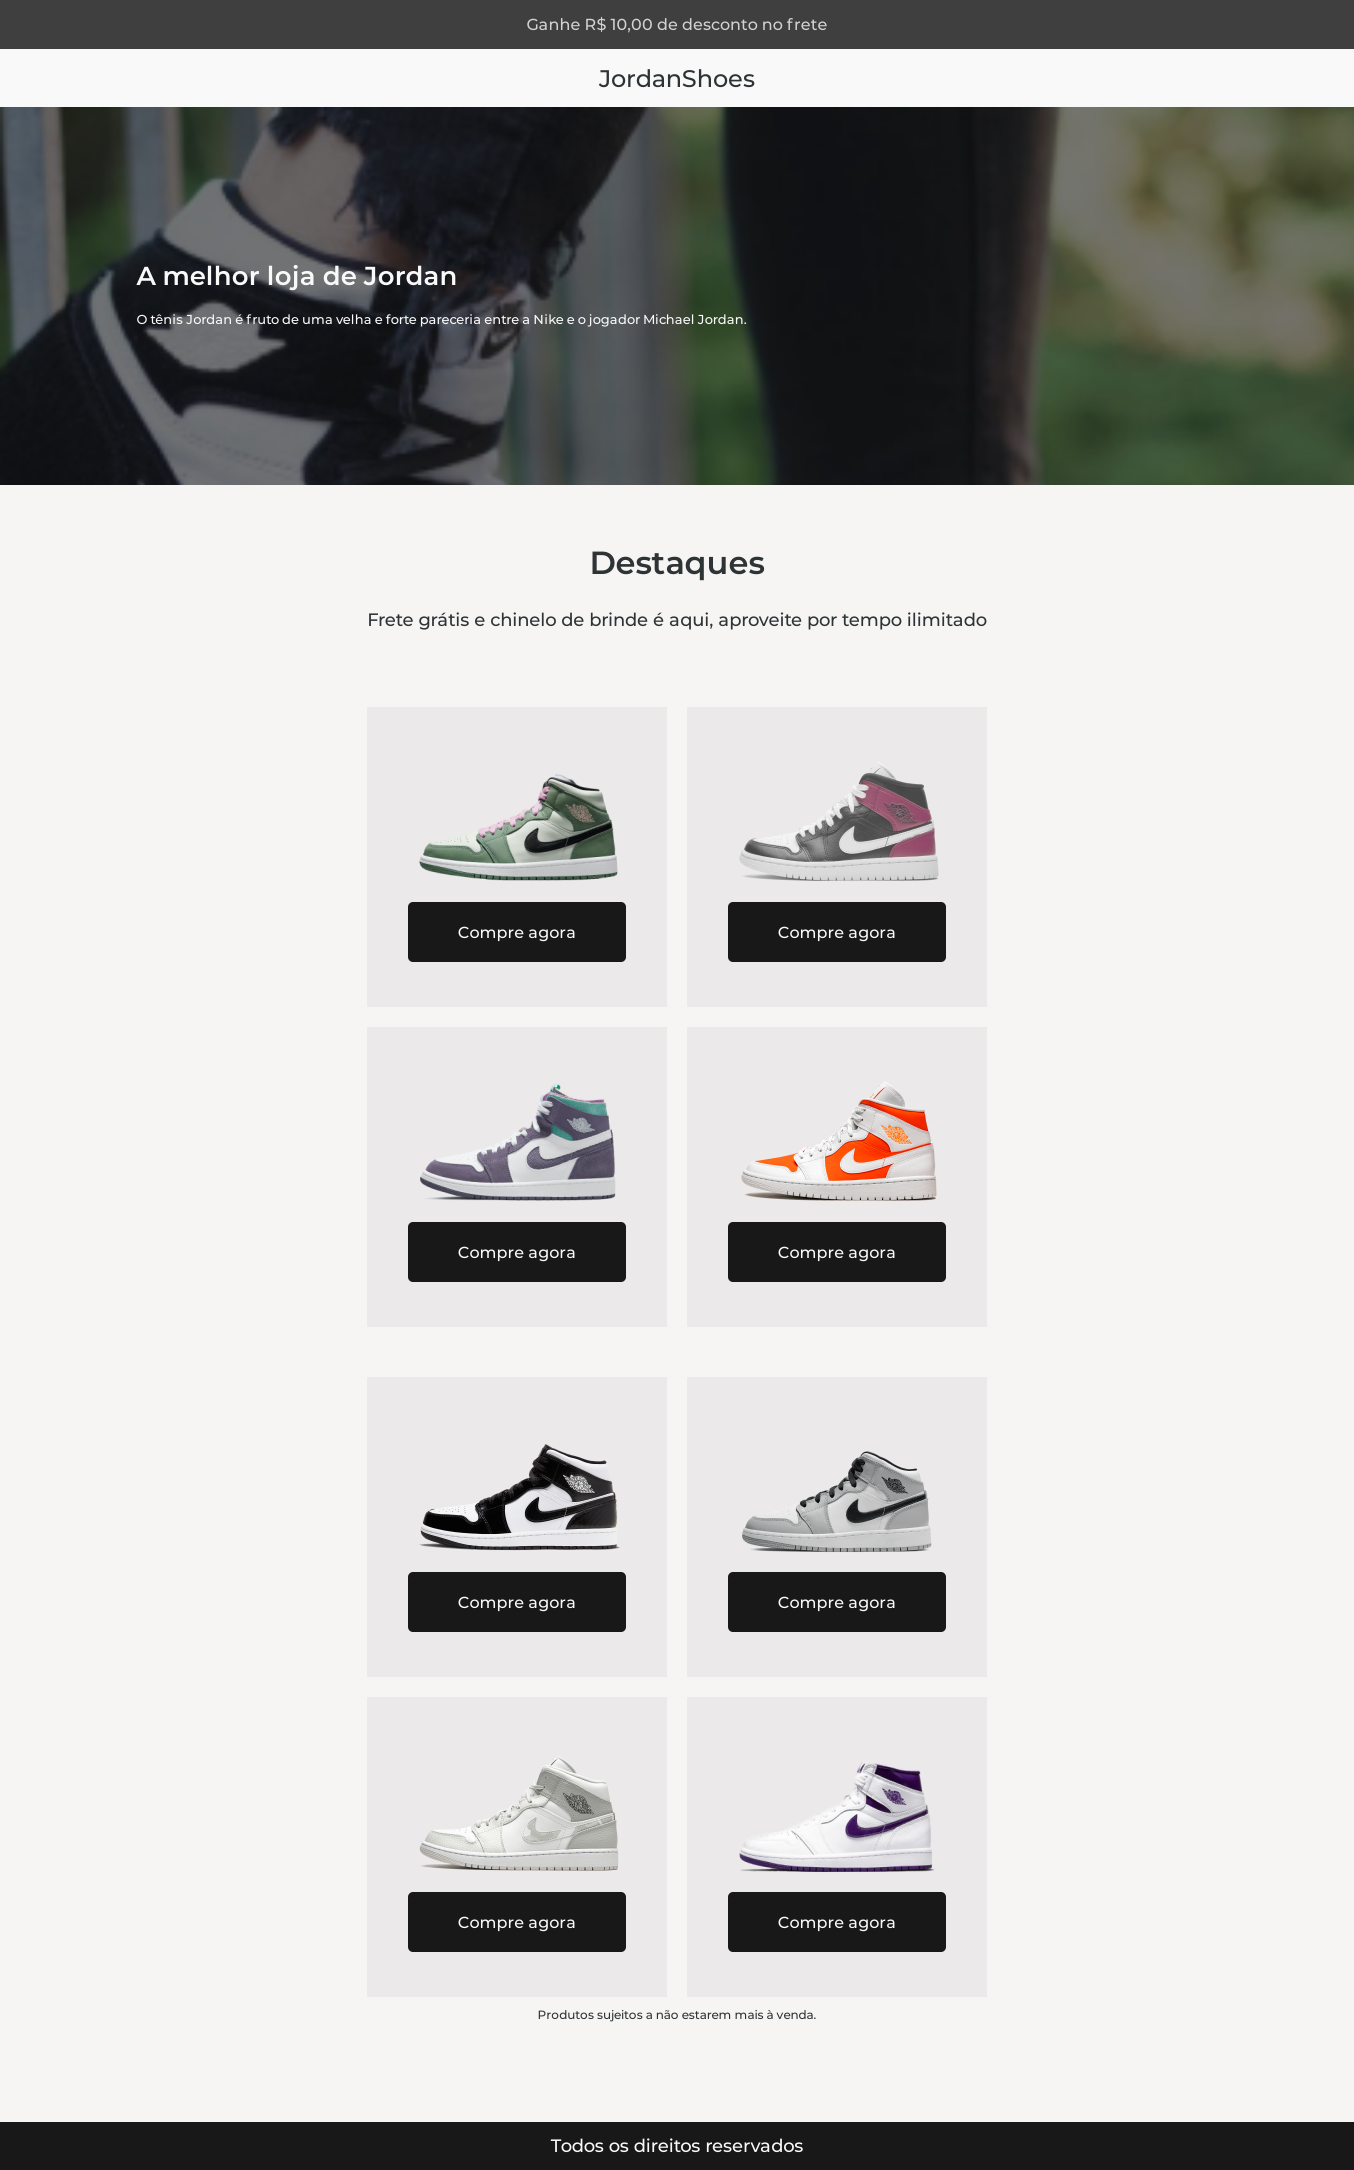 Ganhe R$ 10,00 de desconto no frete
JordanShoes
A melhor loja de Jordan
O tênis Jordan é fruto de uma velha e forte pareceria entre a Nike e o jogador Michael Jordan.
Destaques
Frete grátis e chinelo de brinde é aqui, aproveite por tempo ilimitado
Compre agora
Compre agora
Compre agora
Compre agora
Compre agora
Compre agora
Compre agora
Compre agora
Produtos sujeitos a não estarem mais à venda.
Todos os direitos reservados